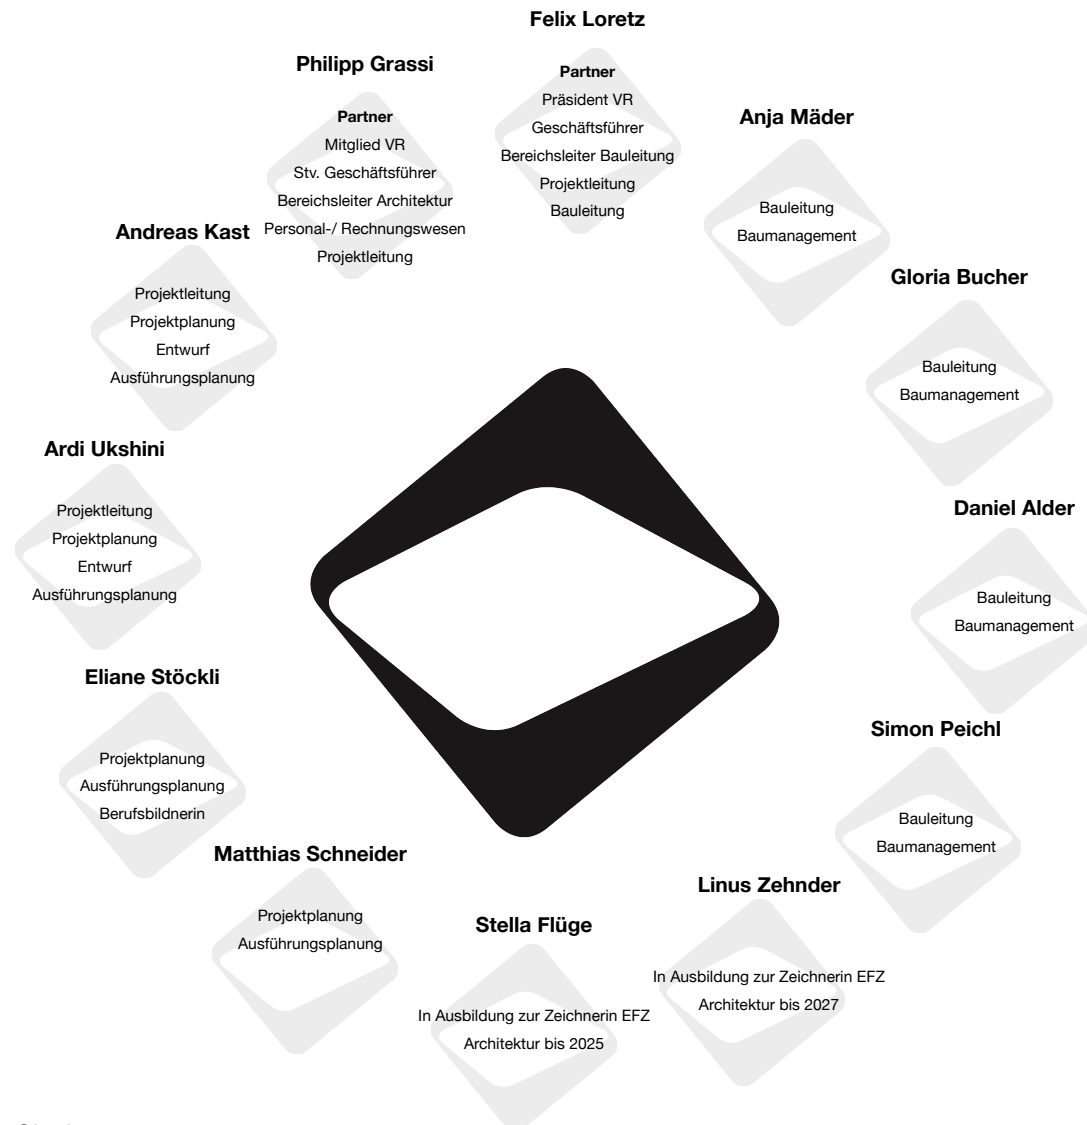 Felix Loretz
Partner
Präsident VR
Geschäftsführer
Bereichsleiter Bauleitung
Projektleitung
Bauleitung
Philipp Grassi
Partner
Mitglied VR
Stv. Geschäftsführer
Bereichsleiter Architektur
Personal-/ Rechnungswesen
Projektleitung
Anja Mäder
Bauleitung
Baumanagement
Andreas Kast
Projektleitung
Projektplanung
Entwurf
Ausführungsplanung
Gloria Bucher
Bauleitung
Baumanagement
Ardi Ukshini
Projektleitung
Projektplanung
Entwurf
Ausführungsplanung
Daniel Alder
Bauleitung
Baumanagement
Eliane Stöckli
Projektplanung
Ausführungsplanung
Berufsbildnerin
Simon Peichl
Bauleitung
Baumanagement
Matthias Schneider
Projektplanung
Ausführungsplanung
Linus Zehnder
In Ausbildung zur Zeichnerin EFZ
Architektur bis 2027
Stella Flüge
In Ausbildung zur Zeichnerin EFZ
Architektur bis 2025